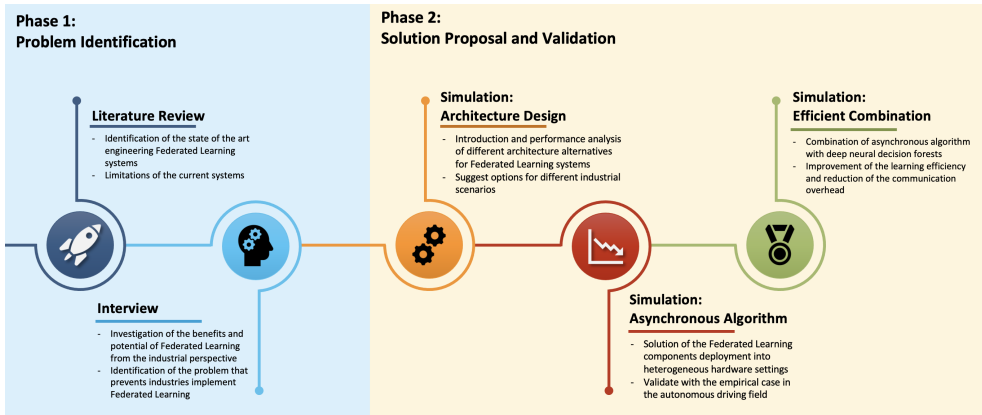 Phase 1:
Problem Identification
Literature Review
- Identification of the state of the art
engineering Federated Learning
systems
- Limitations of the current systems
Interview
- Investigation of the benefits and
potential of Federated Learning
from the industrial perspective
- Identification of the problem that
prevents industries implement
Federated Learning
Phase 2:
Solution Proposal and Validation
Simulation:
Architecture Design
- Introduction and performance analysis
of different architecture alternatives
for Federated Learning systems
- Suggest options for different industrial
scenarios
Simulation:
Asynchronous Algorithm
- Solution of the Federated Learning
components deployment into
heterogeneous hardware settings
- Validate with the empirical case in
the autonomous driving field
Simulation:
Efficient Combination
- Combination of asynchronous algorithm
with deep neural decision forests
- Improvement of the learning efficiency
and reduction of the communication
overhead